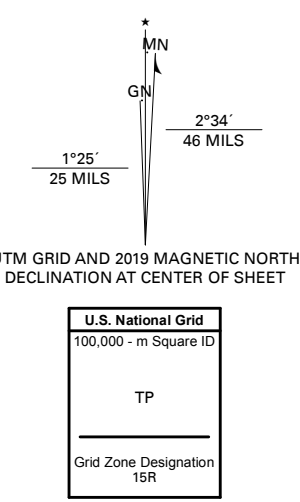 MN
GN
2°34´
46 MILS
1°25´
25 MILS
UTM GRID AND 2019 MAGNETIC NORTH
DECLINATION AT CENTER OF SHEET
U.S. National Grid
100,000 - m Square ID
TP
Grid Zone Designation
15R